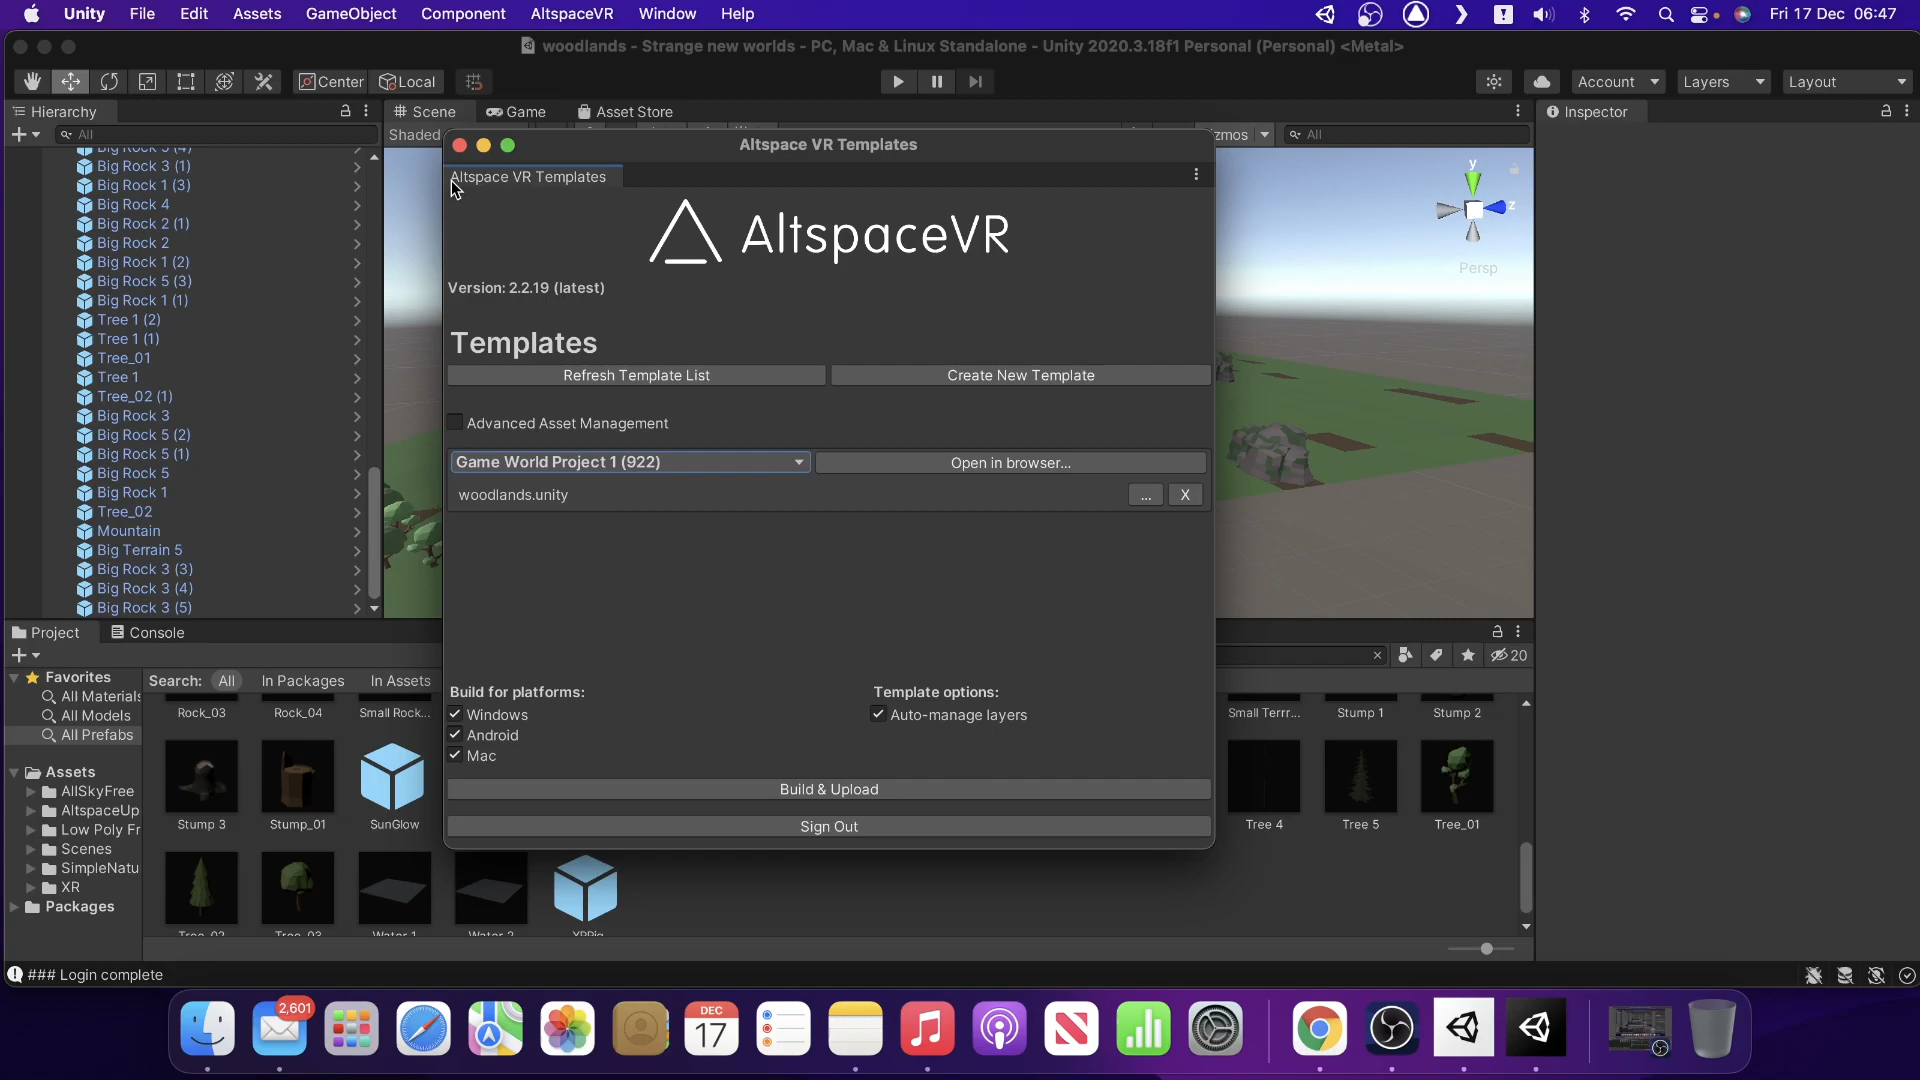 Unity File Edit Assets GameObject Component AltspaceVR Window Help Fri 17 Dec 06:47
woodlands - Strange new worlds - PC, Mac & Linux Standalone - Unity 2020.3.18f1 Personal (Personal) <Metal>
Center Local Account Layers Layout
Hierarchy Scene Game Asset Store Inspector
All Shaded All
Altspace VR Templates
Altspace VR Templates
AltspaceVR
Version: 2.2.19 (latest)
Templates
Refresh Template List Create New Template
Advanced Asset Management
Game World Project 1 (922) Open in browser...
woodlands.unity ... X
Build for platforms: Template options:
Windows Auto-manage layers
Android
Mac
Build & Upload
Sign Out
Big Rock 3 (1)
Big Rock 1 (3)
Big Rock 4
Big Rock 2 (1)
Big Rock 2
Big Rock 1 (2)
Big Rock 5 (3)
Big Rock 1 (1)
Tree 1 (2)
Tree 1 (1)
Tree_01
Tree 1
Tree_02 (1)
Big Rock 3
Big Rock 5 (2)
Big Rock 5 (1)
Big Rock 5
Big Rock 1
Tree_02
Mountain
Big Terrain 5
Big Rock 3 (3)
Big Rock 3 (4)
Big Rock 3 (5)
y
z
Persp
Project Console
20
Favorites
All Materials
All Models
All Prefabs
Assets
AllSkyFree
AltspaceUp
Low Poly Fr
Scenes
SimpleNatu
XR
Packages
Search: All In Packages In Assets
Rock_03 Rock_04 Small Rock... Small Terrr... Stump 1 Stump 2
Stump 3 Stump_01 SunGlow Tree 4 Tree 5 Tree_01
### Login complete
2,601
DEC
17